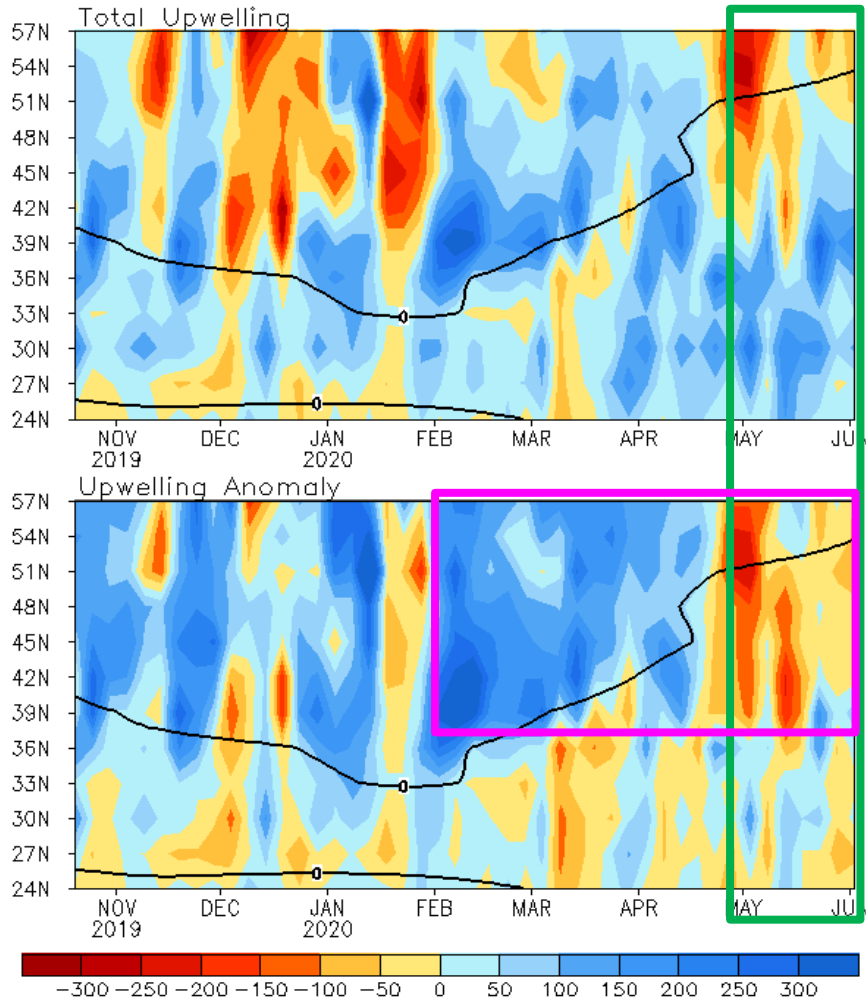 Total Upwelling
57N
54N
51N
48N
45N
42N
39N
36N
33N
30N
27N
24N
0
0
NOV DEC JAN FEB MAR APR MAY
2019 2020
Upwelling Anomaly
57N
54N
51N
48N
45N
42N
39N
36N
33N
30N
27N
24N
0
0
NOV DEC JAN FEB MAR APR MAY
2019 2020
-300 -250 -200 -150 -100 -50 0 50 100 150 200 250 300